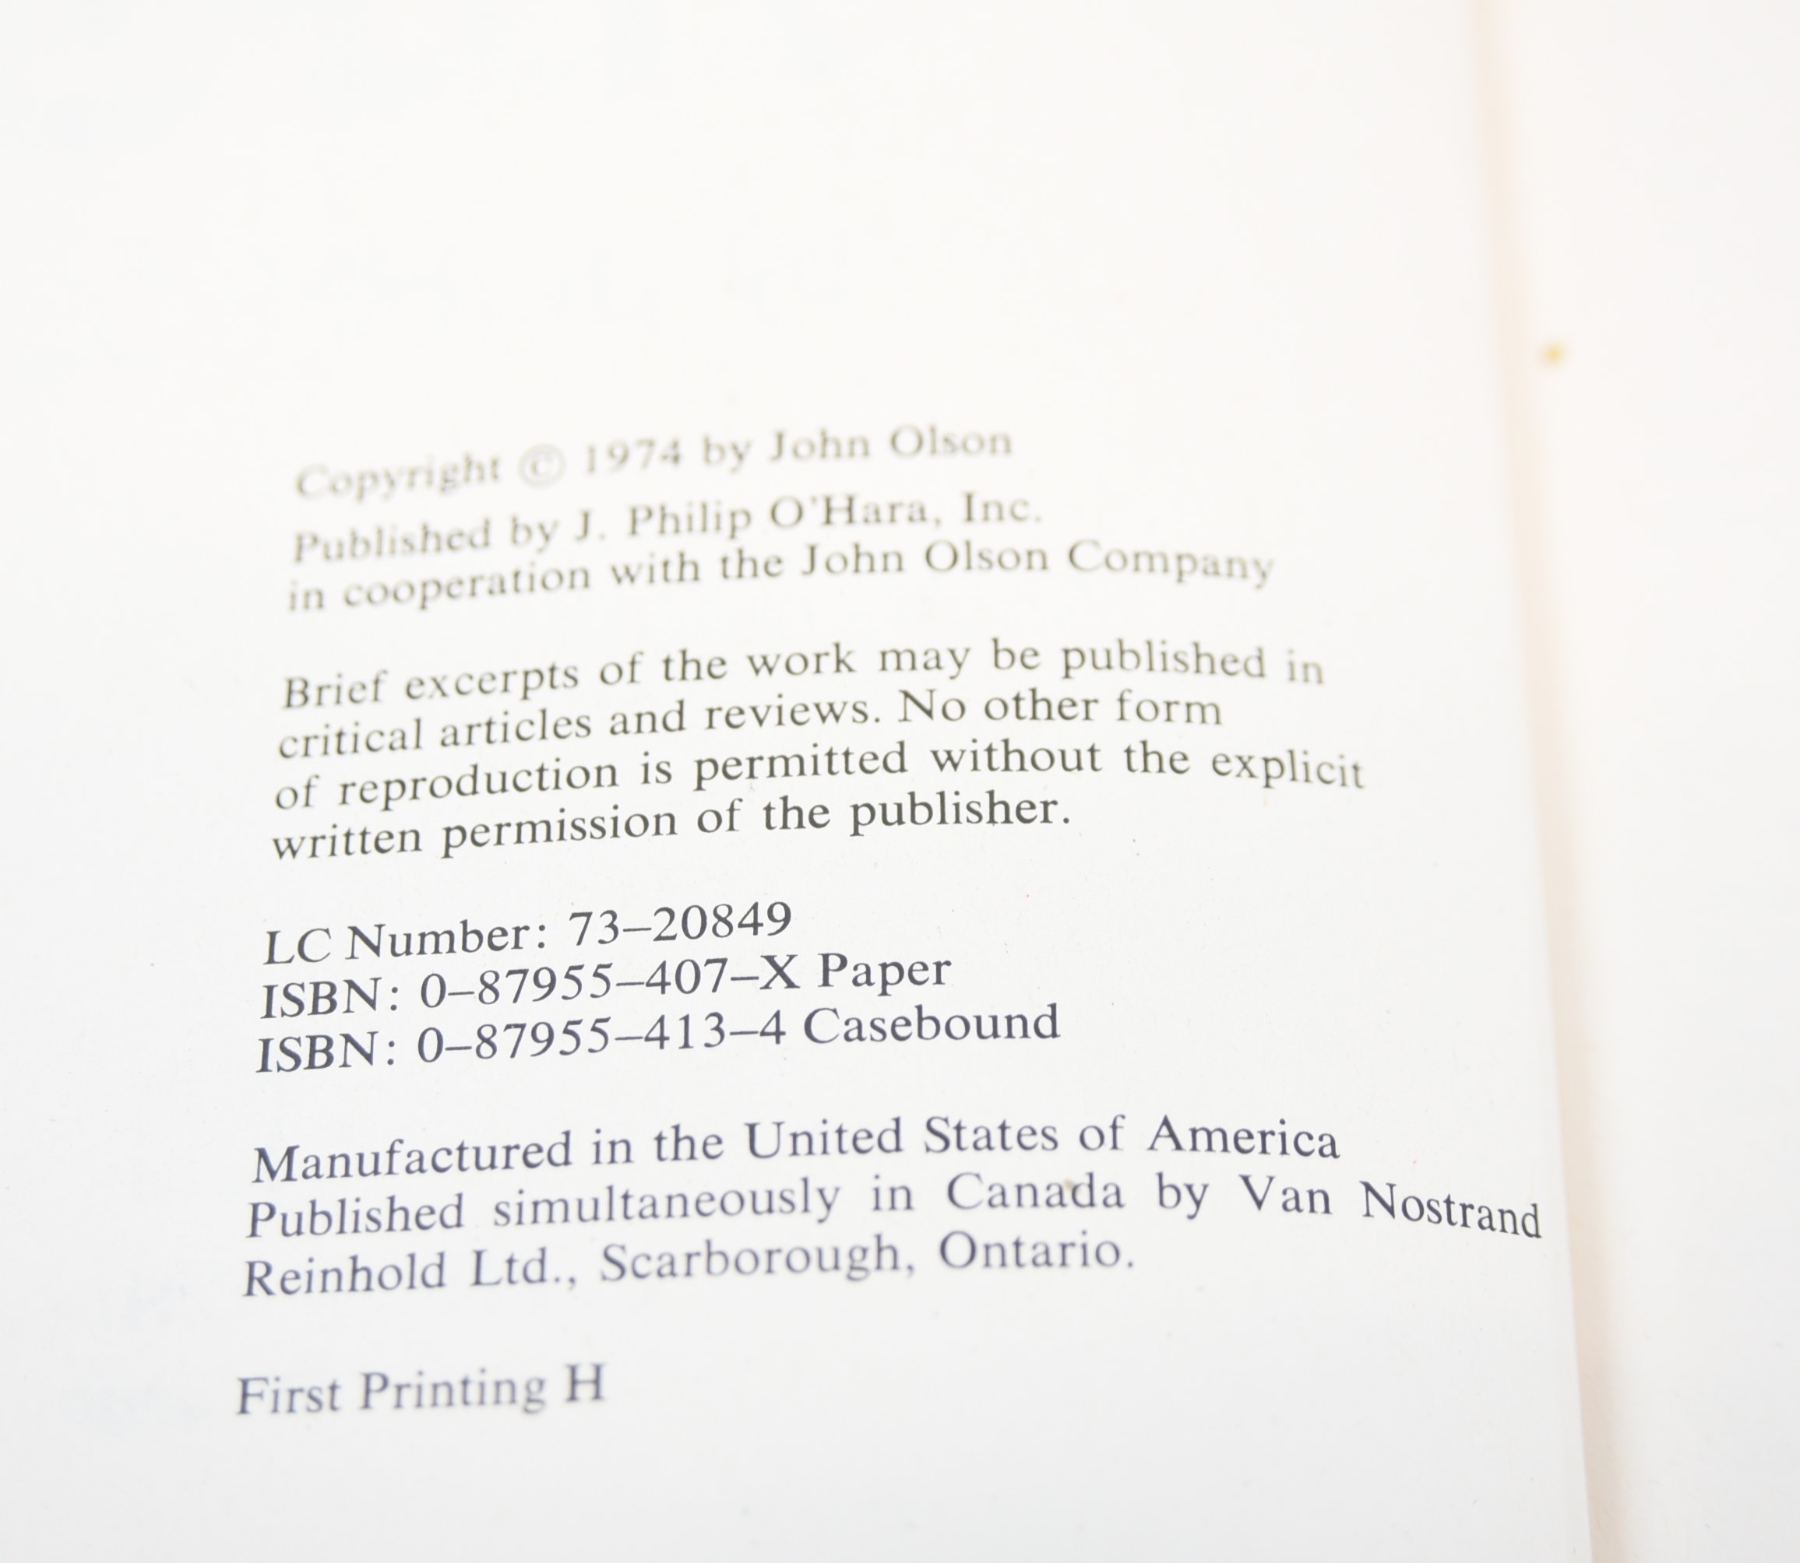 Copyright © 1974 by John Olson
Published by J. Philip O'Hara, Inc.
in cooperation with the John Olson Company
Brief excerpts of the work may be published in
critical articles and reviews. No other form
of reproduction is permitted without the explicit
written permission of the publisher.
LC Number: 73–20849
ISBN: 0–87955–407–X Paper
ISBN: 0–87955–413–4 Casebound
Manufactured in the United States of America
Published simultaneously in Canada by Van Nostrand
Reinhold Ltd., Scarborough, Ontario.
First Printing H